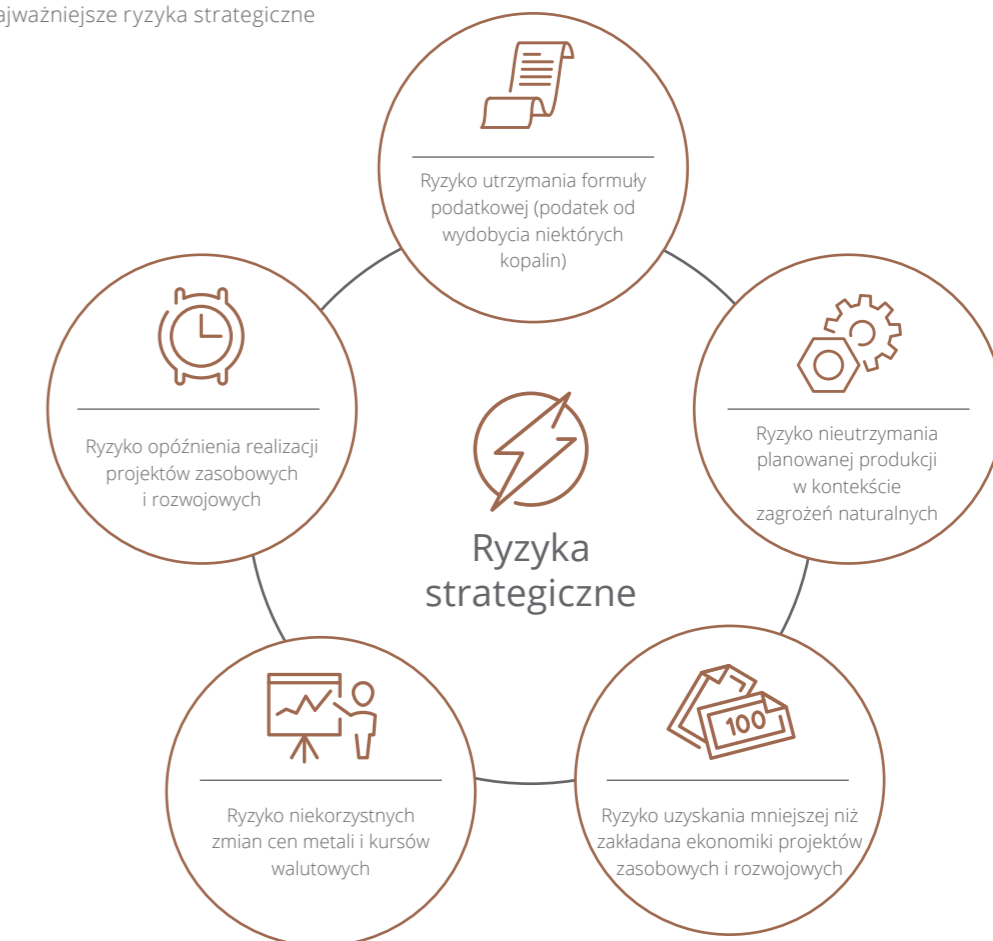 ajważniejsze ryzyka strategiczne
Ryzyko utrzymania formuły
podatkowej (podatek od
wydobycia niektórych
kopalin)
Ryzyko opóźnienia realizacji
projektów zasobowych
i rozwojowych
Ryzyko nieutrzymania
planowanej produkcji
w kontekście
zagrożeń naturalnych
Ryzyka
strategiczne
100
Ryzyko niekorzystnych
zmian cen metali i kursów
walutowych
Ryzyko uzyskania mniejszej niż
zakładana ekonomiki projektów
zasobowych i rozwojowych